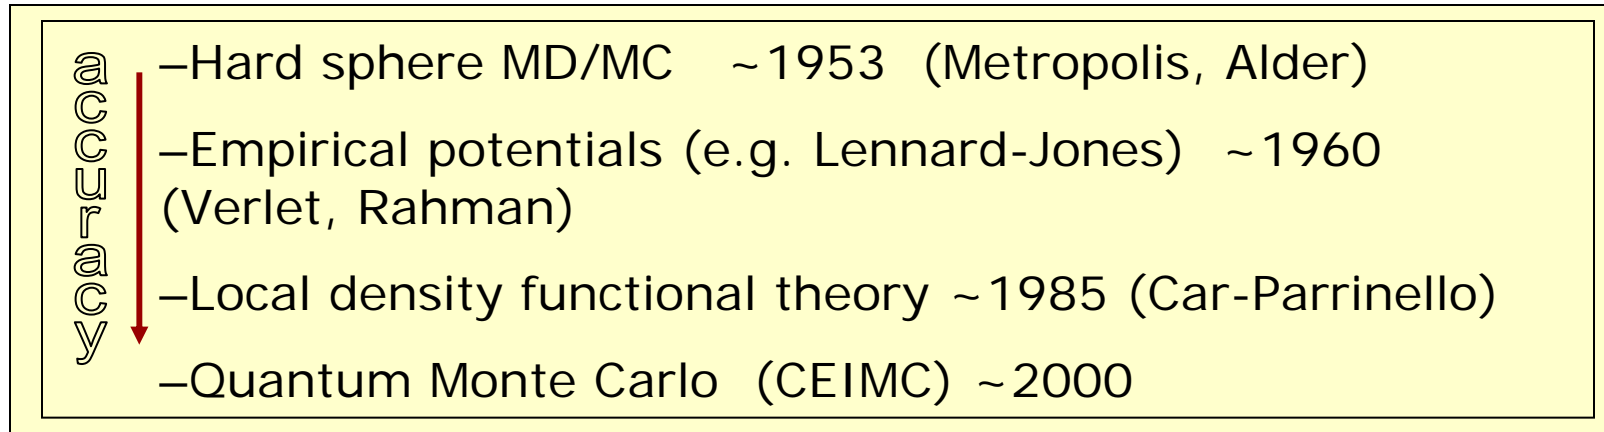 accuracy
–Hard sphere MD/MC ~1953 (Metropolis, Alder)
–Empirical potentials (e.g. Lennard-Jones) ~1960
(Verlet, Rahman)
–Local density functional theory ~1985 (Car-Parrinello)
–Quantum Monte Carlo (CEIMC) ~2000